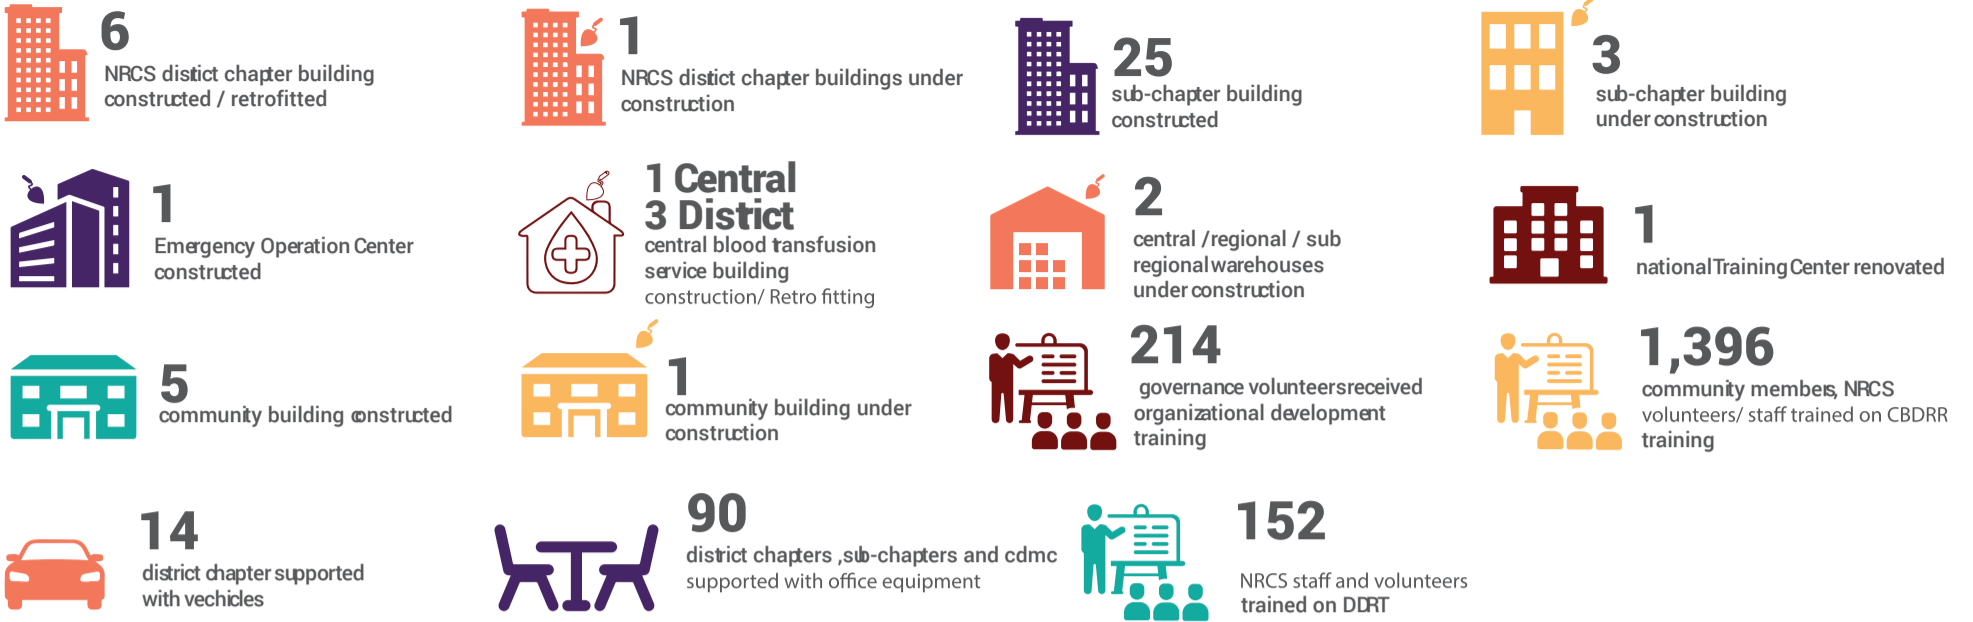 6
NRCS district chapter building
constructed / retrofitted
1
NRCS district chapter buildings under
construction
25
sub-chapter building
constructed
3
sub-chapter building
under construction
1
Emergency Operation Center
constructed
1 Central
3 District
central blood transfusion
service building
construction/ Retro fitting
2
central /regional / sub
regional warehouses
under construction
1
national Training Center renovated
5
community building constructed
1
community building under
construction
214
governance volunteersreceived
organizational development
training
1,396
community members, NRCS
volunteers/ staff trained on CBDRR
training
14
district chapter supported
with vechicles
90
district chapters ,sub-chapters and cdmc
supported with office equipment
152
NRCS staff and volunteers
trained on DDRT